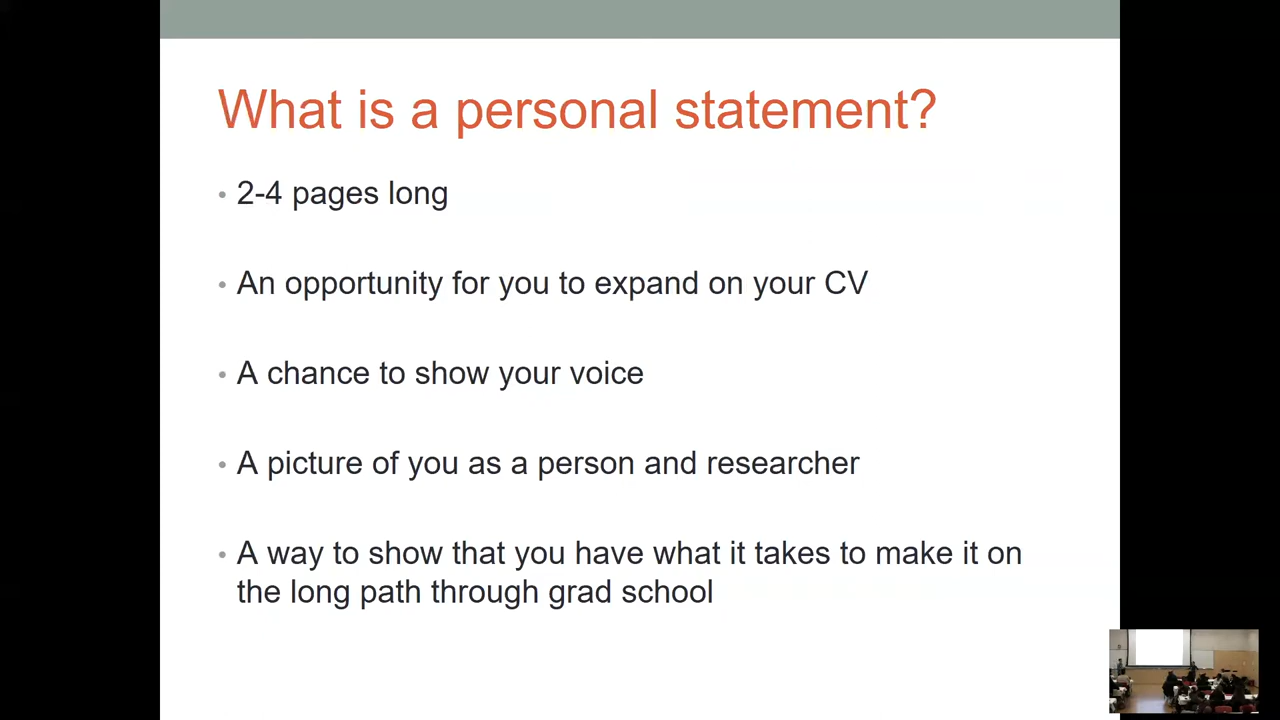 What is a personal statement?
• 2-4 pages long
• An opportunity for you to expand on your CV
• A chance to show your voice
• A picture of you as a person and researcher
• A way to show that you have what it takes to make it on
the long path through grad school